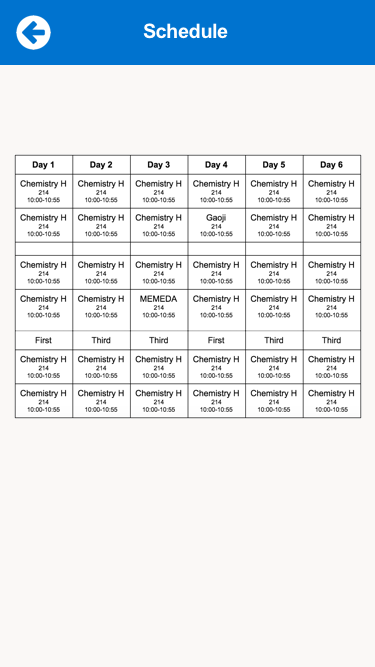 Schedule
Day 1 Day 2 Day 3 Day 4 Day 5 Day 6
Chemistry H Chemistry H Chemistry H Chemistry H Chemistry H Chemistry H
214 214 214 214 214 214
10:00-10:55 10:00-10:55 10:00-10:55 10:00-10:55 10:00-10:55 10:00-10:55
Chemistry H Chemistry H Chemistry H Gaoji Chemistry H Chemistry H
214 214 214 214 214 214
10:00-10:55 10:00-10:55 10:00-10:55 10:00-10:55 10:00-10:55 10:00-10:55
Chemistry H Chemistry H Chemistry H Chemistry H Chemistry H Chemistry H
214 214 214 214 214 214
10:00-10:55 10:00-10:55 10:00-10:55 10:00-10:55 10:00-10:55 10:00-10:55
Chemistry H Chemistry H MEMEDA Chemistry H Chemistry H Chemistry H
214 214 214 214 214 214
10:00-10:55 10:00-10:55 10:00-10:55 10:00-10:55 10:00-10:55 10:00-10:55
First Third Third First Third Third
Chemistry H Chemistry H Chemistry H Chemistry H Chemistry H Chemistry H
214 214 214 214 214 214
10:00-10:55 10:00-10:55 10:00-10:55 10:00-10:55 10:00-10:55 10:00-10:55
Chemistry H Chemistry H Chemistry H Chemistry H Chemistry H Chemistry H
214 214 214 214 214 214
10:00-10:55 10:00-10:55 10:00-10:55 10:00-10:55 10:00-10:55 10:00-10:55